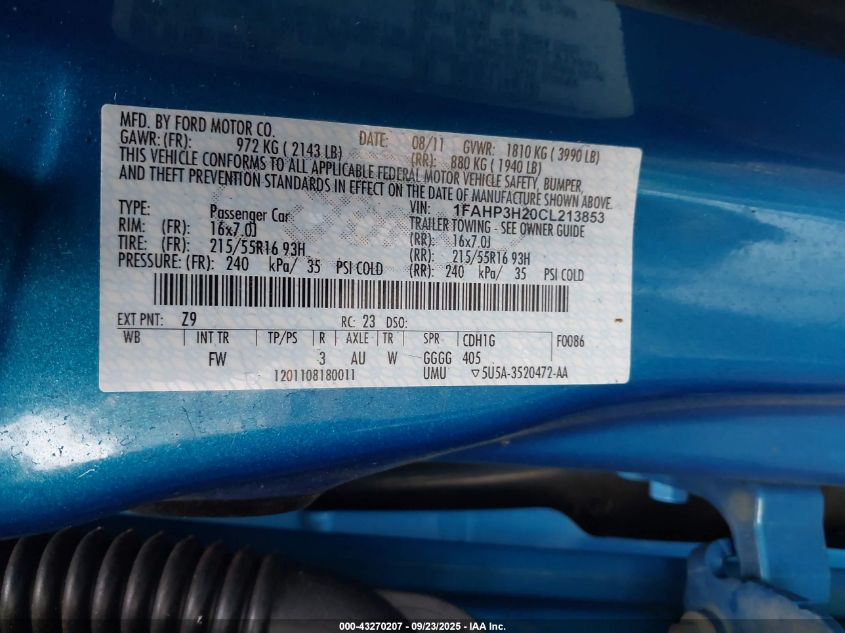 MFD. BY FORD MOTOR CO. DATE: 08/11 GVWR: 1810 KG ( 3990 LB)
GAWR: (FR): 972 KG ( 2143 LB) (RR): 880 KG ( 1940 LB)
THIS VEHICLE CONFORMS TO ALL APPLICABLE FEDERAL MOTOR VEHICLE SAFETY, BUMPER,
AND THEFT PREVENTION STANDARDS IN EFFECT ON THE DATE OF MANUFACTURE SHOWN ABOVE.
VIN: 1FAHP3H20CL213853
TYPE: Passenger Car TRAILER TOWING - SEE OWNER GUIDE
RIM: (FR): 16x7.0J (RR): 16x7.0J
TIRE: (FR): 215/55R16 93H (RR): 215/55R16 93H
PRESSURE: (FR): 240 kPa/ 35 PSI COLD (RR): 240 kPa/ 35 PSI COLD
EXT PNT: Z9 RC: 23 DSO:
WB INT TR TP/PS R AXLE TR SPR CDH1G F0086
FW 3 AU W GGGG 405
1201108180011 UMU 5U5A-3520472-AA
000-43270207 - 09/23/2025 - IAA Inc.